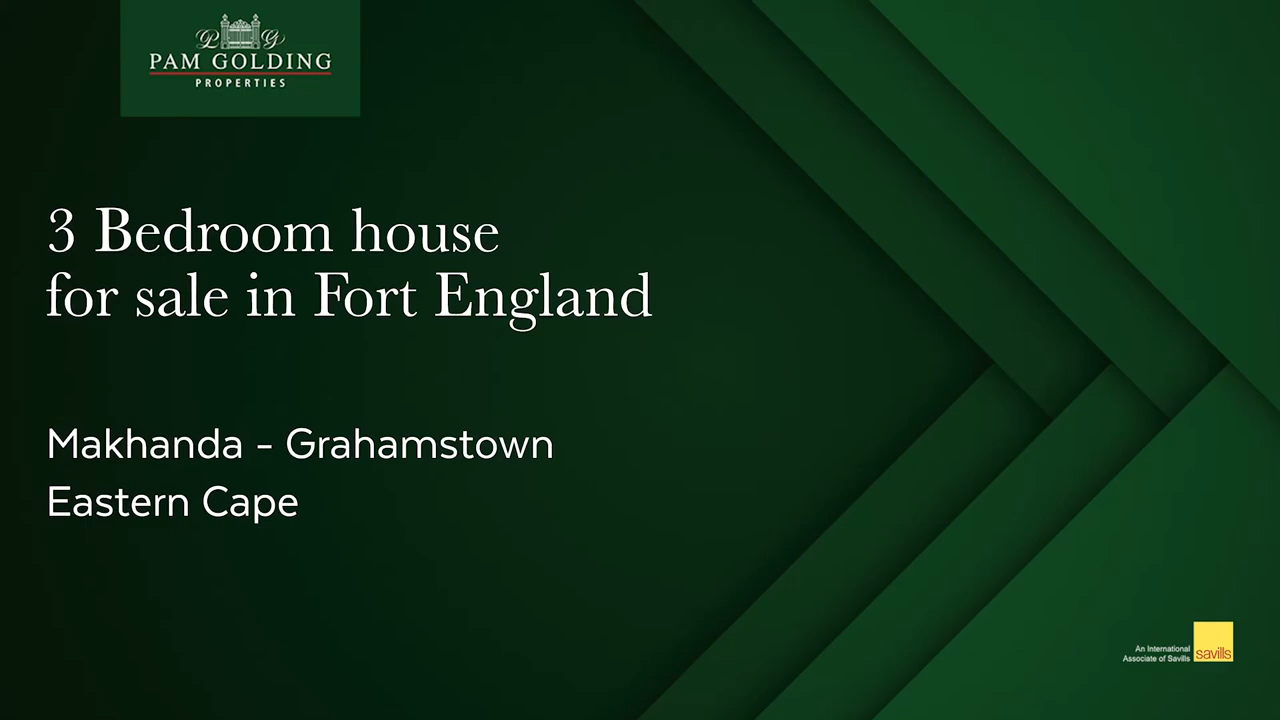 PAM GOLDING
PROPERTIES
3 Bedroom house
for sale in Fort England
Makhanda - Grahamstown
Eastern Cape
An International
Associate of Savills
savills